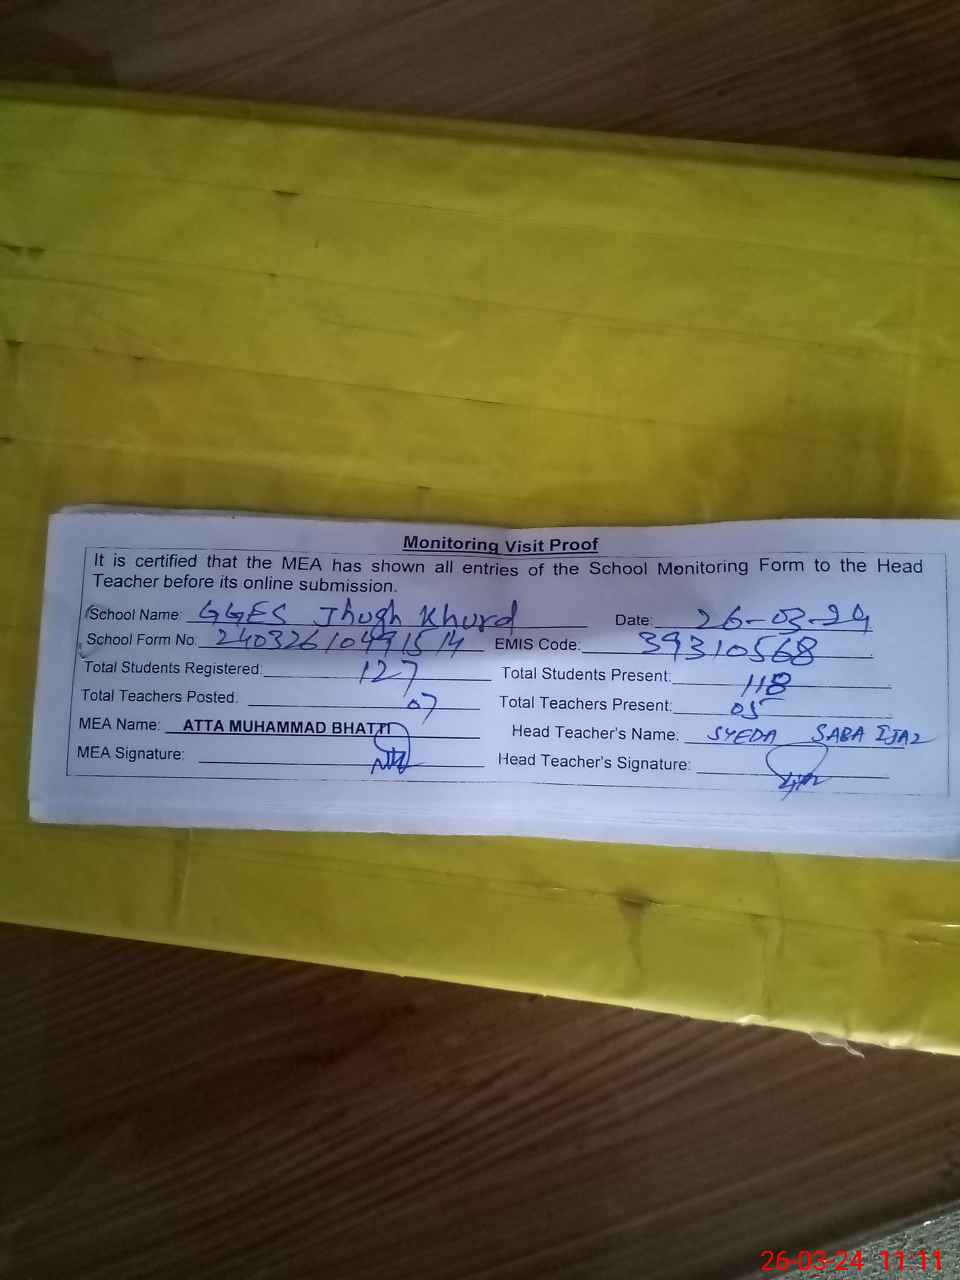 Monitoring Visit Proof
It is certified that the MEA has shown all entries of the School Monitoring Form to the Head
Teacher before its online submission.
School Name: GGES Jhugh Khurd Date: 26-03-24
School Form No: 24032610491514 EMIS Code: 39310568
Total Students Registered: 127 Total Students Present: 118
Total Teachers Posted: 07 Total Teachers Present: 05
MEA Name: ATTA MUHAMMAD BHATTI Head Teacher's Name: SYEDA SABA IJAZ
MEA Signature: Head Teacher's Signature:
26-03-24 11:11